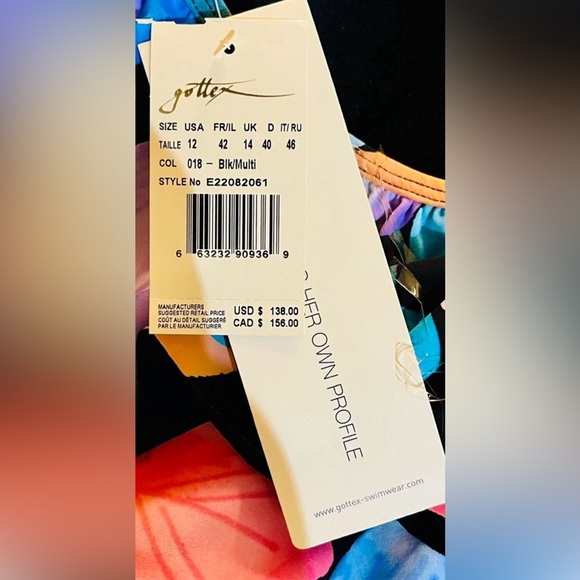 gottex
SIZE USA FR/IL UK D IT/RU
TAILLE 12 42 14 40 46
COL 018 - Blk/Multi
STYLE No E22082061
6 63232 90936 9
MANUFACTURERS
SUGGESTED RETAIL PRICE USD $ 138.00
COÛT AU DÉTAIL SUGGÉRÉ
PAR LE MANUFACTURIER CAD $ 156.00
HER OWN PROFILE
www.gottex-swimwear.com